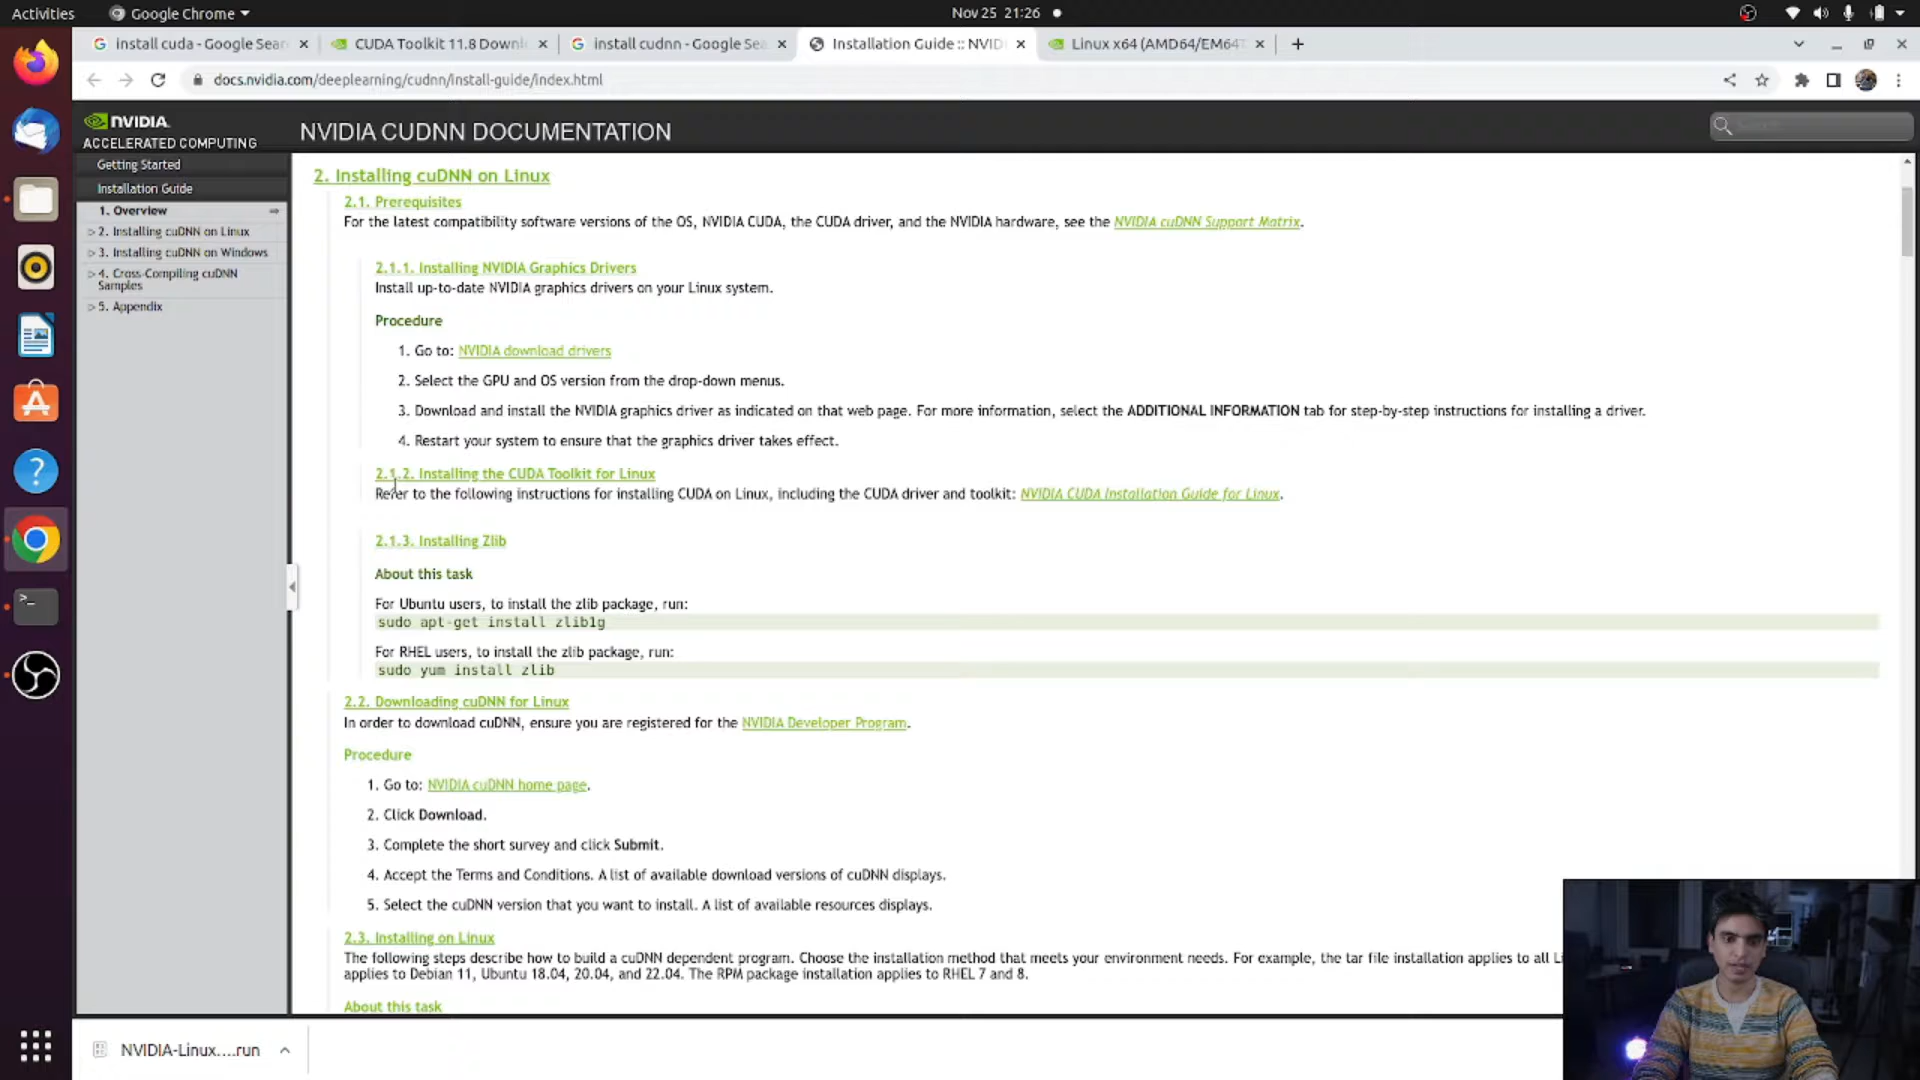 Activities
Google Chrome
Nov 25 21:26
install cuda - Google Sear
CUDA Toolkit 11.8 Downl
install cudnn - Google Sea
Installation Guide :: NVID
Linux x64 (AMD64/EM64T
docs.nvidia.com/deeplearning/cudnn/install-guide/index.html
NVIDIA.
ACCELERATED COMPUTING
NVIDIA CUDNN DOCUMENTATION
Getting Started
Installation Guide
1. Overview
2. Installing cuDNN on Linux
3. Installing cuDNN on Windows
4. Cross-Compiling cuDNN
Samples
5. Appendix
2. Installing cuDNN on Linux
2.1. Prerequisites
For the latest compatibility software versions of the OS, NVIDIA CUDA, the CUDA driver, and the NVIDIA hardware, see the NVIDIA cuDNN Support Matrix.
2.1.1. Installing NVIDIA Graphics Drivers
Install up-to-date NVIDIA graphics drivers on your Linux system.
Procedure
1. Go to: NVIDIA download drivers
2. Select the GPU and OS version from the drop-down menus.
3. Download and install the NVIDIA graphics driver as indicated on that web page. For more information, select the ADDITIONAL INFORMATION tab for step-by-step instructions for installing a driver.
4. Restart your system to ensure that the graphics driver takes effect.
2.1.2. Installing the CUDA Toolkit for Linux
Refer to the following instructions for installing CUDA on Linux, including the CUDA driver and toolkit: NVIDIA CUDA Installation Guide for Linux.
2.1.3. Installing Zlib
About this task
For Ubuntu users, to install the zlib package, run:
sudo apt-get install zlib1g
For RHEL users, to install the zlib package, run:
sudo yum install zlib
2.2. Downloading cuDNN for Linux
In order to download cuDNN, ensure you are registered for the NVIDIA Developer Program.
Procedure
1. Go to: NVIDIA cuDNN home page.
2. Click Download.
3. Complete the short survey and click Submit.
4. Accept the Terms and Conditions. A list of available download versions of cuDNN displays.
5. Select the cuDNN version that you want to install. A list of available resources displays.
2.3. Installing on Linux
The following steps describe how to build a cuDNN dependent program. Choose the installation method that meets your environment needs. For example, the tar file installation applies to all Li
applies to Debian 11, Ubuntu 18.04, 20.04, and 22.04. The RPM package installation applies to RHEL 7 and 8.
About this task
NVIDIA-Linux....run